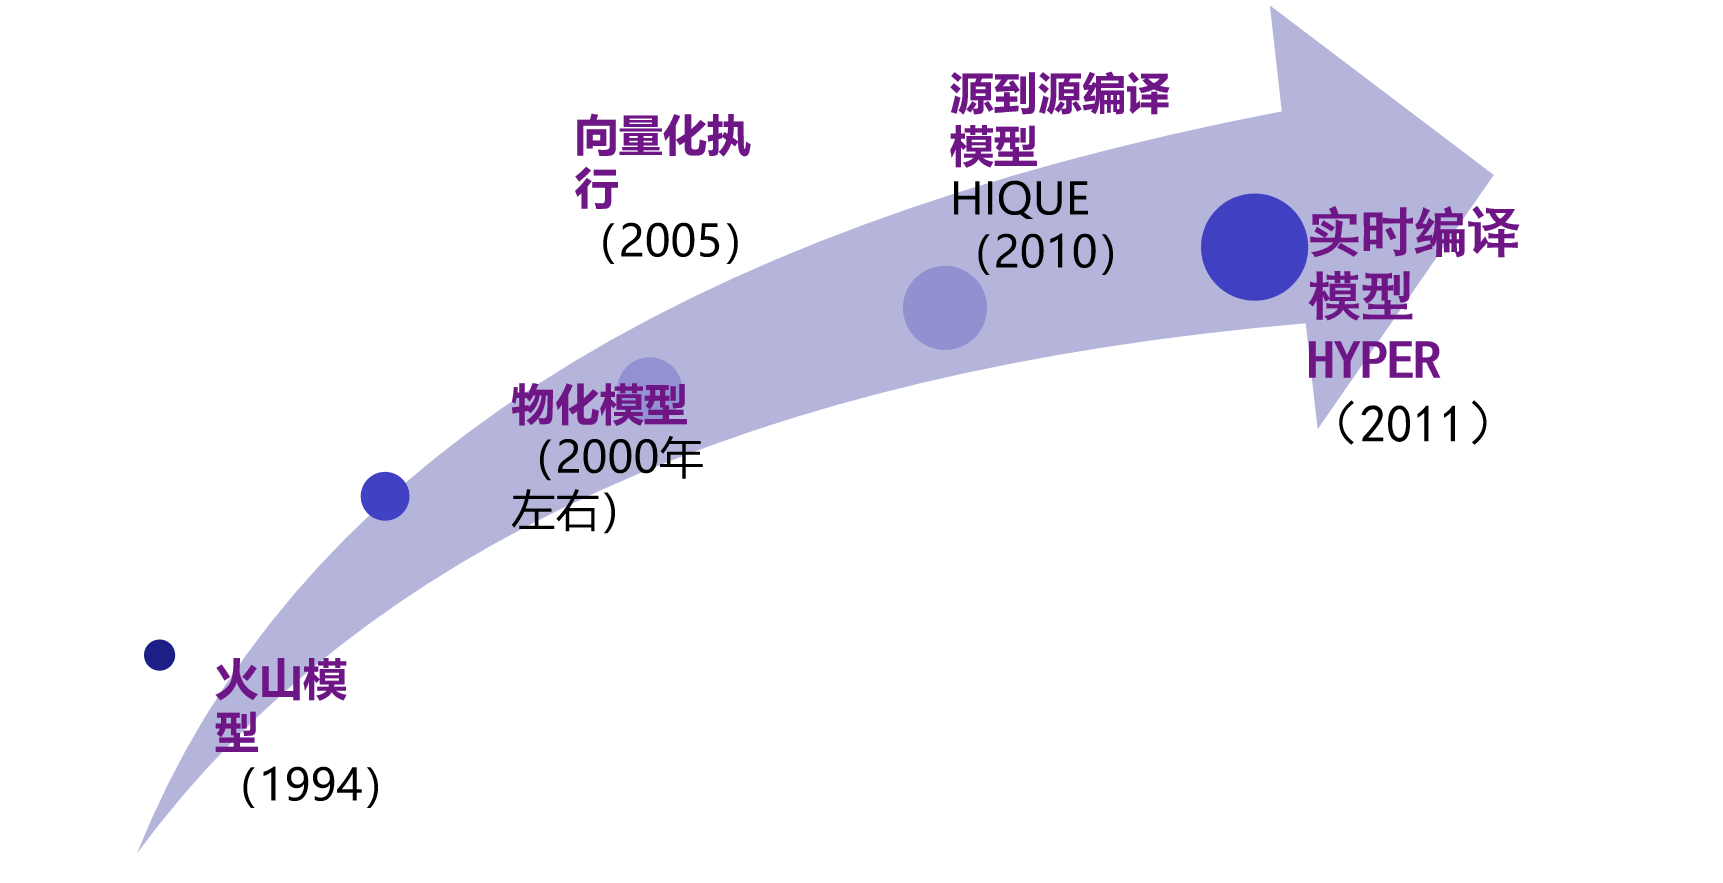 火山模
型
（1994）
物化模型
（2000年
左右）
向量化执
行
（2005）
源到源编译
模型
HIQUE
（2010）
实时编译
模型
HYPER
（2011）